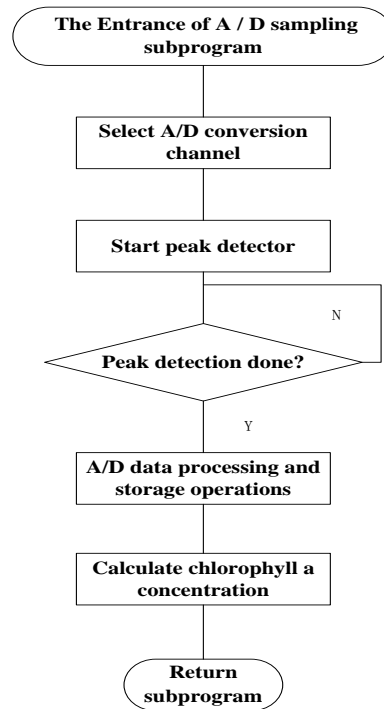 The Entrance of A / D sampling
subprogram
Select A/D conversion
channel
Start peak detector
N
Peak detection done?
Y
A/D data processing and
storage operations
Calculate chlorophyll a
concentration
Return
subprogram